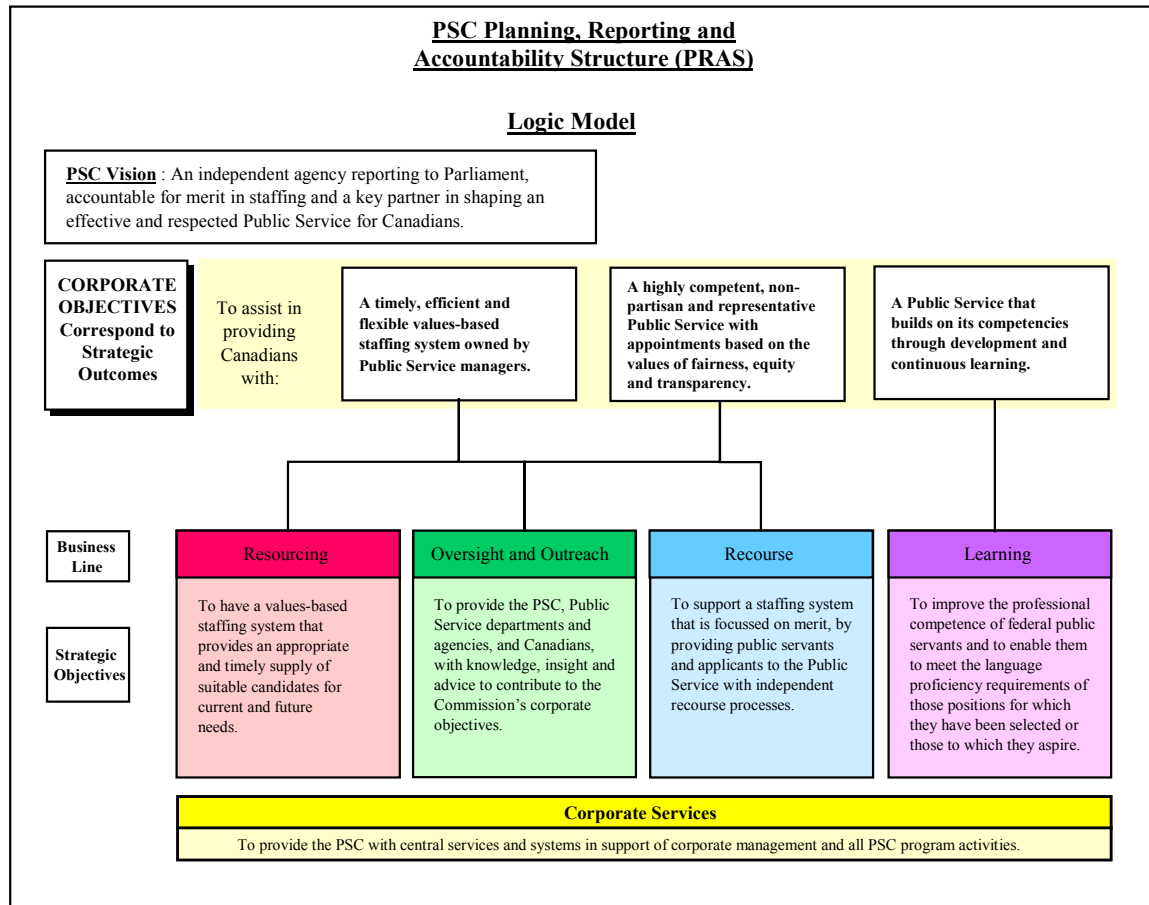 PSC Planning, Reporting and
Accountability Structure (PRAS)
Logic Model
PSC Vision : An independent agency reporting to Parliament,
accountable for merit in staffing and a key partner in shaping an
effective and respected Public Service for Canadians.
CORPORATE
OBJECTIVES
Correspond to
Strategic
Outcomes
To assist in
providing
Canadians
with:
A timely, efficient and
flexible values-based
staffing system owned by
Public Service managers.
A highly competent, non-
partisan and representative
Public Service with
appointments based on the
values of fairness, equity
and transparency.
A Public Service that
builds on its competencies
through development and
continuous learning.
Business
Line
Resourcing
Oversight and Outreach
Recourse
Learning
Strategic
Objectives
To have a values-based
staffing system that
provides an appropriate
and timely supply of
suitable candidates for
current and future
needs.
To provide the PSC, Public
Service departments and
agencies, and Canadians,
with knowledge, insight and
advice to contribute to the
Commission’s corporate
objectives.
To support a staffing system
that is focussed on merit, by
providing public servants
and applicants to the Public
Service with independent
recourse processes.
To improve the professional
competence of federal public
servants and to enable them
to meet the language
proficiency requirements of
those positions for which
they have been selected or
those to which they aspire.
Corporate Services
To provide the PSC with central services and systems in support of corporate management and all PSC program activities.